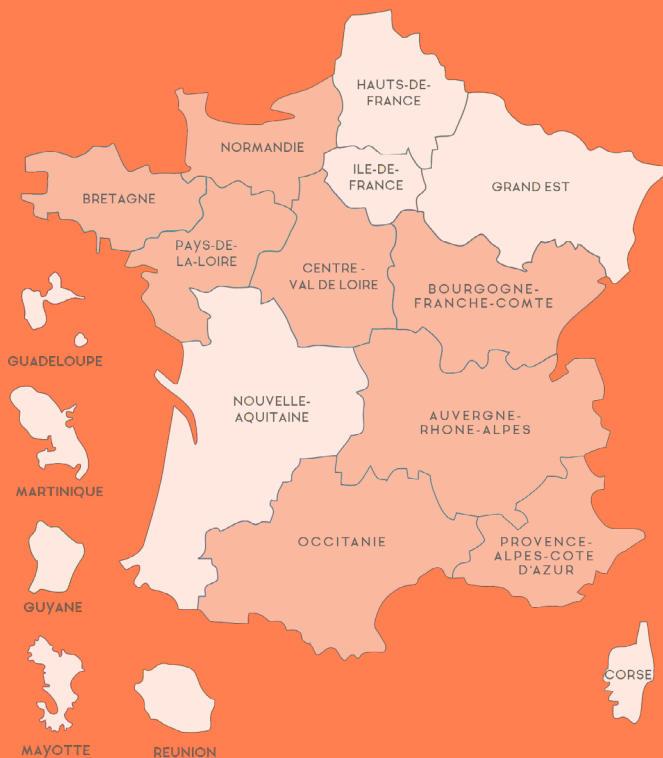 HAUTS-DE-
FRANCE
NORMANDIE
ILE-DE-
FRANCE
GRAND EST
BRETAGNE
PAYS-DE-
LA-LOIRE
CENTRE -
VAL DE LOIRE
BOURGOGNE-
FRANCHE-COMTE
GUADELOUPE
NOUVELLE-
AQUITAINE
AUVERGNE-
RHONE-ALPES
MARTINIQUE
OCCITANIE
PROVENCE-
ALPES-COTE
D'AZUR
GUYANE
CORSE
MAYOTTE
REUNION